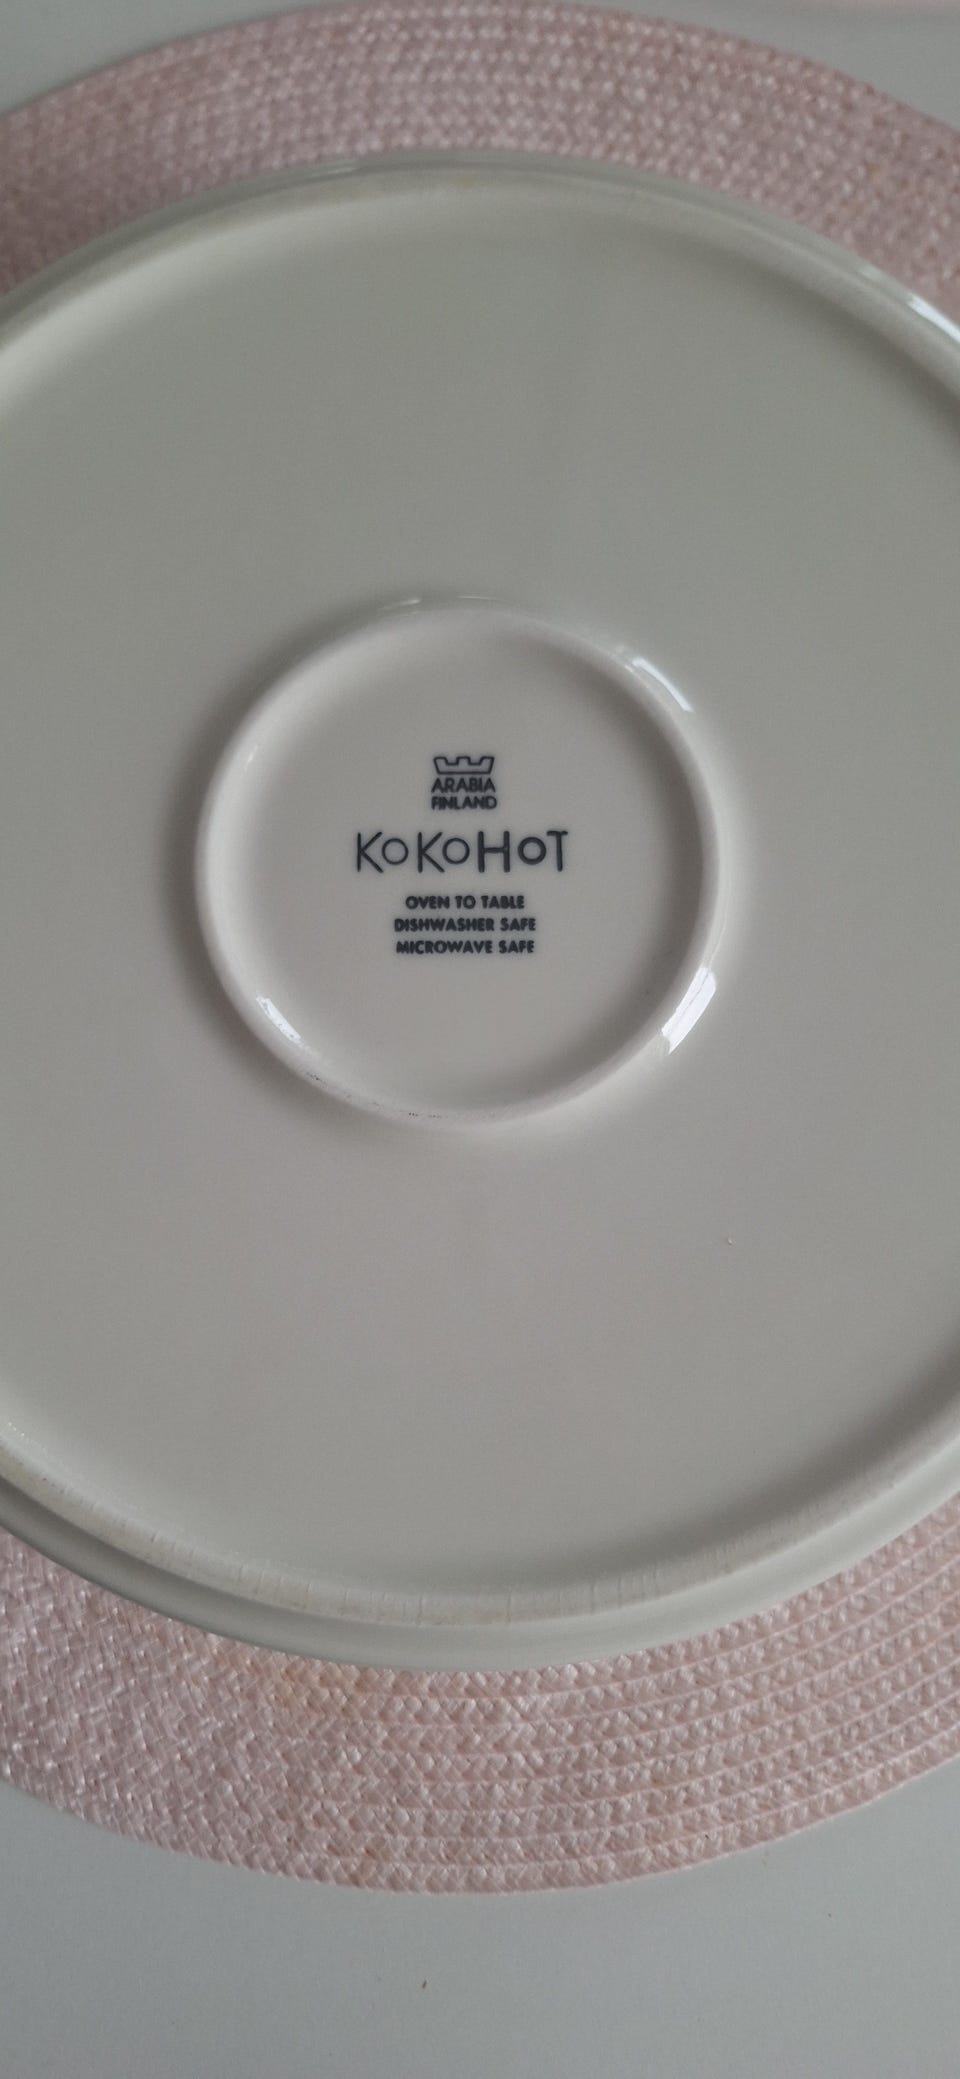 ARABIA
FINLAND
KOKOHOT
OVEN TO TABLE
DISHWASHER SAFE
MICROWAVE SAFE